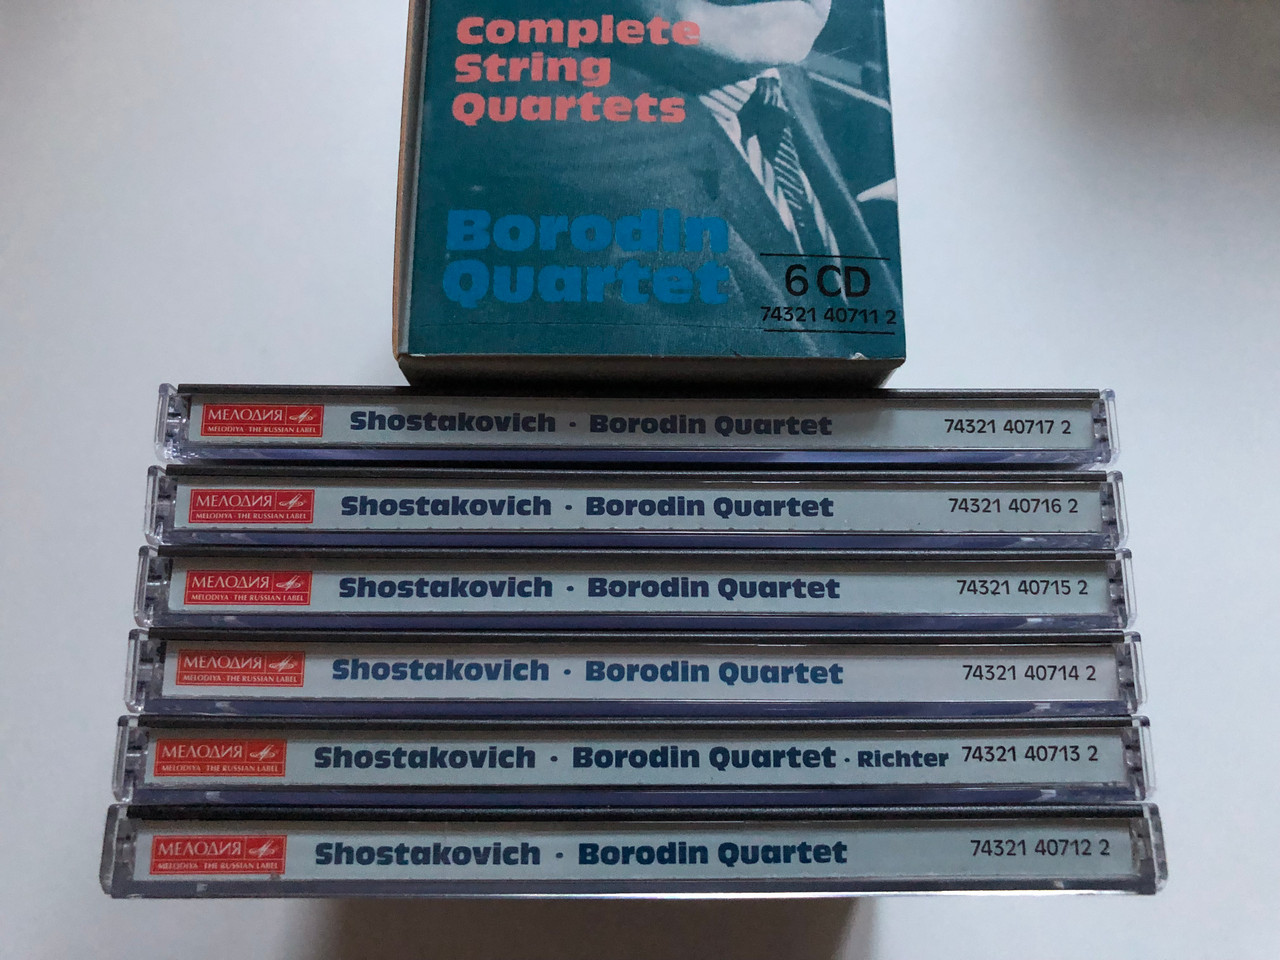 Complete
String
Quartets
Borodin
Quartet
6 CD
74321 40711 2
МЕЛОДИЯ
MELODIYA · THE RUSSIAN LABEL
Shostakovich · Borodin Quartet
74321 40717 2
МЕЛОДИЯ
MELODIYA · THE RUSSIAN LABEL
Shostakovich · Borodin Quartet
74321 40716 2
МЕЛОДИЯ
MELODIYA · THE RUSSIAN LABEL
Shostakovich · Borodin Quartet
74321 40715 2
МЕЛОДИЯ
MELODIYA · THE RUSSIAN LABEL
Shostakovich · Borodin Quartet
74321 40714 2
МЕЛОДИЯ
MELODIYA · THE RUSSIAN LABEL
Shostakovich · Borodin Quartet · Richter
74321 40713 2
МЕЛОДИЯ
MELODIYA · THE RUSSIAN LABEL
Shostakovich · Borodin Quartet
74321 40712 2